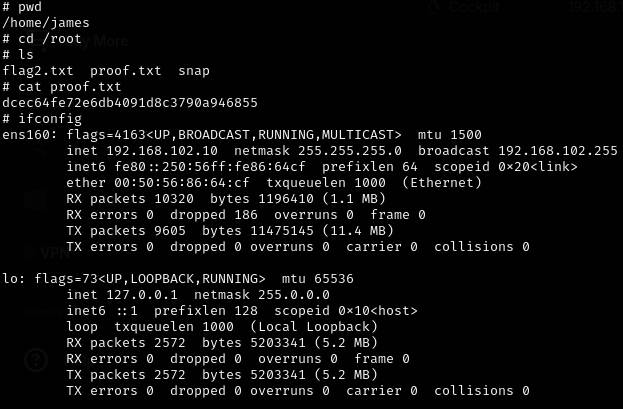 Cockpit 192.168
# pwd
/home/james
# cd /root
More
# ls
flag2.txt  proof.txt  snap
# cat proof.txt
dcec64fe72e6db4091d8c3790a946855
# ifconfig
ens160: flags=4163<UP,BROADCAST,RUNNING,MULTICAST>  mtu 1500
        inet 192.168.102.10  netmask 255.255.255.0  broadcast 192.168.102.255
        inet6 fe80::250:56ff:fe86:64cf  prefixlen 64  scopeid 0×20<link>
        ether 00:50:56:86:64:cf  txqueuelen 1000  (Ethernet)
        RX packets 10320  bytes 1196410 (1.1 MB)
        RX errors 0  dropped 186  overruns 0  frame 0
        TX packets 9605  bytes 11475145 (11.4 MB)
        TX errors 0  dropped 0 overruns 0  carrier 0  collisions 0
VPN
lo: flags=73<UP,LOOPBACK,RUNNING>  mtu 65536
        inet 127.0.0.1  netmask 255.0.0.0
        inet6 ::1  prefixlen 128  scopeid 0×10<host>
        loop  txqueuelen 1000  (Local Loopback)
        RX packets 2572  bytes 5203341 (5.2 MB)
        RX errors 0  dropped 0  overruns 0  frame 0
        TX packets 2572  bytes 5203341 (5.2 MB)
        TX errors 0  dropped 0 overruns 0  carrier 0  collisions 0